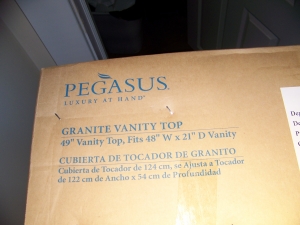 PEGASUS®
LUXURY AT HAND®
GRANITE VANITY TOP
49" Vanity Top, Fits 48" W x 21" D Vanity
CUBIERTA DE TOCADOR DE GRANITO
Cubierta de Tocador de 124 cm, se Ajusta a Tocador
de 122 cm de Ancho x 54 cm de Profundidad